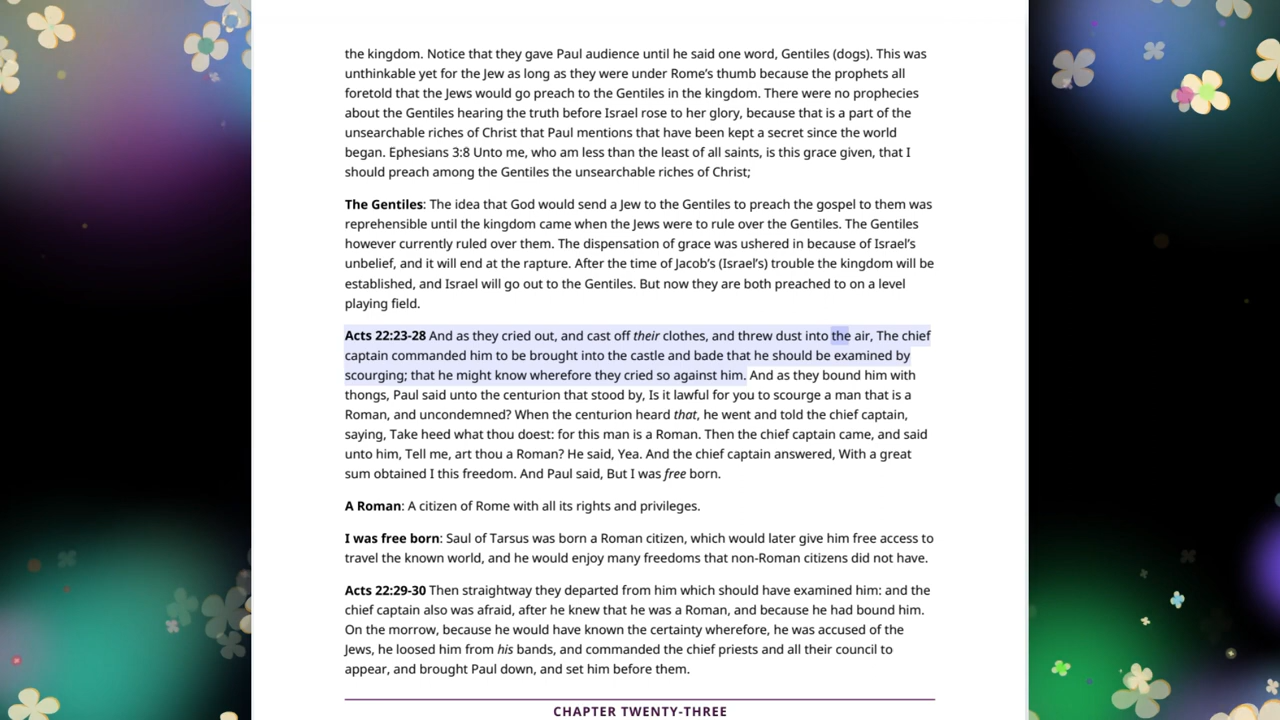 the kingdom. Notice that they gave Paul audience until he said one word, Gentiles (dogs). This was
unthinkable yet for the Jew as long as they were under Rome's thumb because the prophets all
foretold that the Jews would go preach to the Gentiles in the kingdom. There were no prophecies
about the Gentiles hearing the truth before Israel rose to her glory, because that is a part of the
unsearchable riches of Christ that Paul mentions that have been kept a secret since the world
began. Ephesians 3:8 Unto me, who am less than the least of all saints, is this grace given, that I
should preach among the Gentiles the unsearchable riches of Christ;
The Gentiles: The idea that God would send a Jew to the Gentiles to preach the gospel to them was
reprehensible until the kingdom came when the Jews were to rule over the Gentiles. The Gentiles
however currently ruled over them. The dispensation of grace was ushered in because of Israel's
unbelief, and it will end at the rapture. After the time of Jacob's (Israel's) trouble the kingdom will be
established, and Israel will go out to the Gentiles. But now they are both preached to on a level
playing field.
Acts 22:23-28 And as they cried out, and cast off their clothes, and threw dust into the air, The chief
captain commanded him to be brought into the castle and bade that he should be examined by
scourging; that he might know wherefore they cried so against him. And as they bound him with
thongs, Paul said unto the centurion that stood by, Is it lawful for you to scourge a man that is a
Roman, and uncondemned? When the centurion heard that, he went and told the chief captain,
saying, Take heed what thou doest: for this man is a Roman. Then the chief captain came, and said
unto him, Tell me, art thou a Roman? He said, Yea. And the chief captain answered, With a great
sum obtained I this freedom. And Paul said, But I was free born.
A Roman: A citizen of Rome with all its rights and privileges.
I was free born: Saul of Tarsus was born a Roman citizen, which would later give him free access to
travel the known world, and he would enjoy many freedoms that non-Roman citizens did not have.
Acts 22:29-30 Then straightway they departed from him which should have examined him: and the
chief captain also was afraid, after he knew that he was a Roman, and because he had bound him.
On the morrow, because he would have known the certainty wherefore, he was accused of the
Jews, he loosed him from his bands, and commanded the chief priests and all their council to
appear, and brought Paul down, and set him before them.
CHAPTER TWENTY-THREE